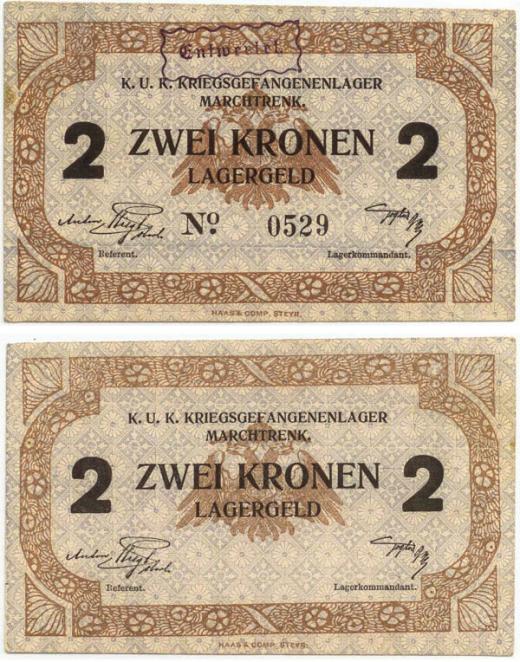 Entwertet.
K. U. K. KRIEGSGEFANGENENLAGER
MARCHTRENK.
2 ZWEI KRONEN 2
LAGERGELD
No. 0529
Referent. Lagerkommandant.
HAAS & COMP. STEYR.
K. U. K. KRIEGSGEFANGENENLAGER
MARCHTRENK.
2 ZWEI KRONEN 2
LAGERGELD
Referent. Lagerkommandant.
HAAS & COMP. STEYR.